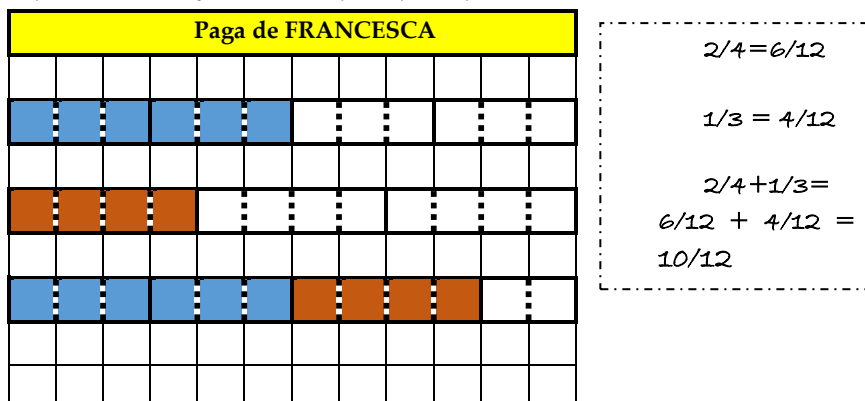 Paga de FRANCESCA
2/4=6/12
1/3 = 4/12
2/4+1/3=
6/12 + 4/12 =
10/12